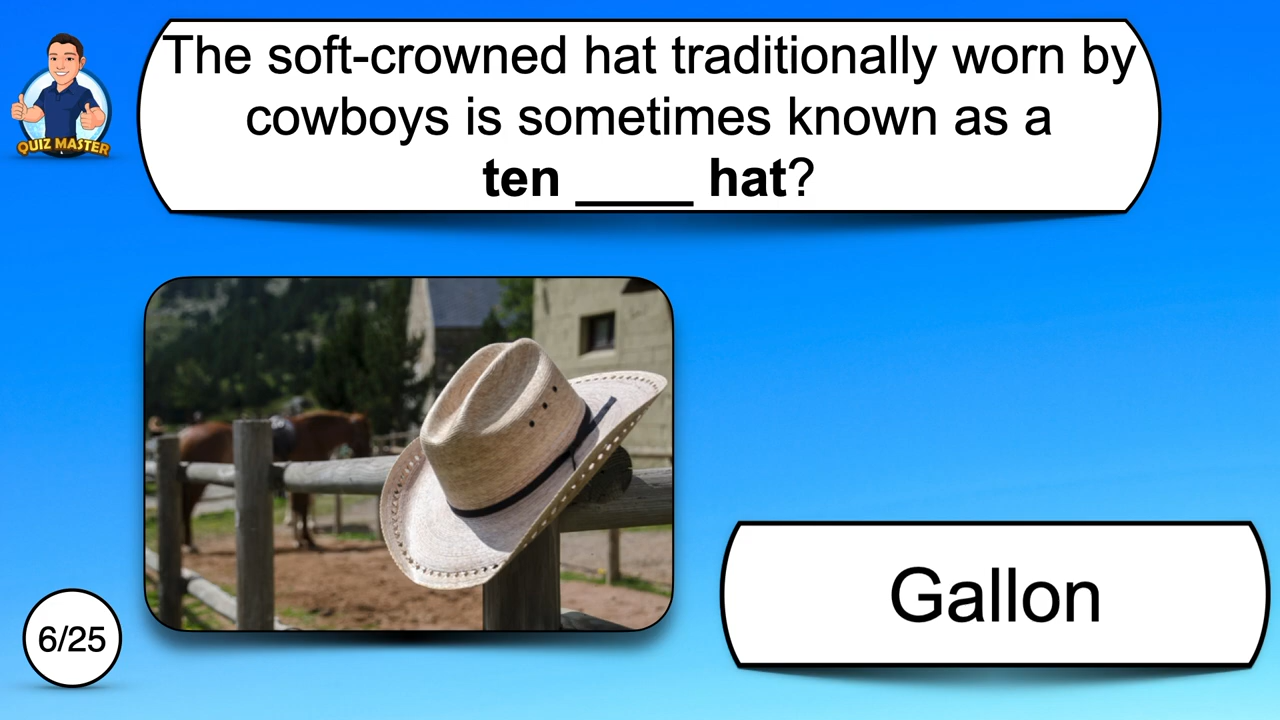 QUIZ MASTER
The soft-crowned hat traditionally worn by
cowboys is sometimes known as a
ten ____ hat?
Gallon
6/25